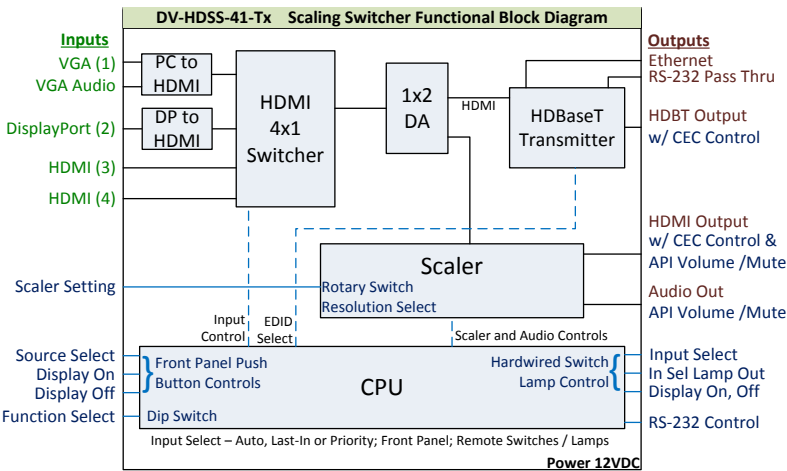 DV-HDSS-41-Tx Scaling Switcher Functional Block Diagram
Inputs
VGA (1)
VGA Audio
DisplayPort (2)
HDMI (3)
HDMI (4)
Scaler Setting
Source Select
Display On
Display Off
Function Select
PC to
HDMI
DP to
HDMI
HDMI
4x1
Switcher
1x2
DA
HDMI
HDBaseT
Transmitter
Scaler
Rotary Switch
Resolution Select
Input
Control
EDID
Select
Scaler and Audio Controls
Front Panel Push
Button Controls
Dip Switch
CPU
Hardwired Switch
Lamp Control
Input Select – Auto, Last-In or Priority; Front Panel; Remote Switches / Lamps
Power 12VDC
Outputs
Ethernet
RS-232 Pass Thru
HDBT Output
w/ CEC Control
HDMI Output
w/ CEC Control &
API Volume /Mute
Audio Out
API Volume /Mute
Input Select
In Sel Lamp Out
Display On, Off
RS-232 Control